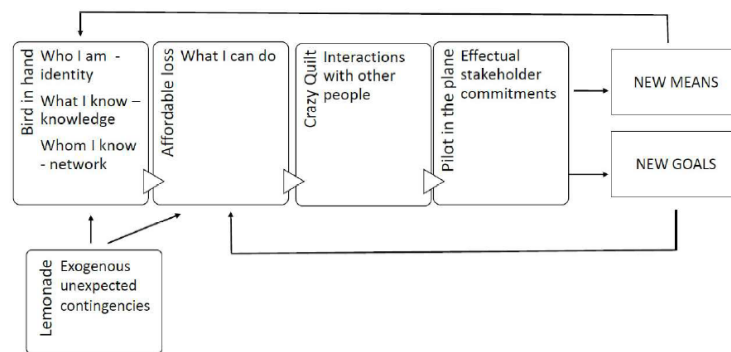 Bird in hand
Who I am -
identity
What I know –
knowledge
Whom I know
- network
Affordable loss
What I can do
Crazy Quilt
Interactions
with other
people
Pilot in the plane
Effectual
stakeholder
commitments
NEW MEANS
NEW GOALS
Lemonade
Exogenous
unexpected
contingencies